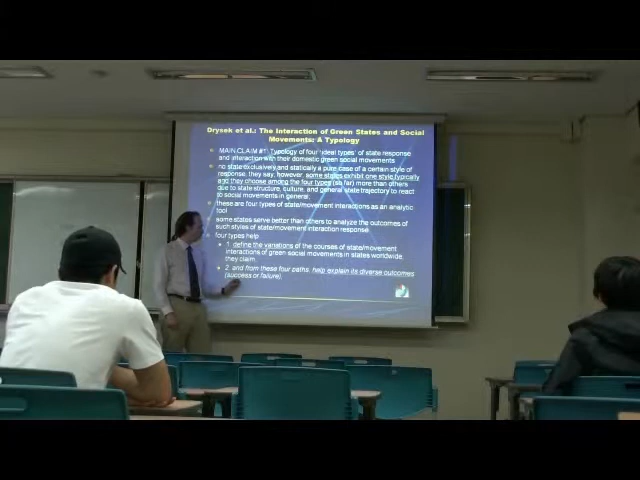 Drysek et al.: The Interaction of Green States and Social
Movements: A Typology
MAIN CLAIM #1: Typology of four 'ideal types' of state response
and interaction with their domestic green social movements
no state exclusively and statically a pure case of a certain style of
response, they say, however, some states exhibit one style typically
and they choose among the four types (so far) more than others
due to state structure, culture, and general state trajectory to react
to social movements in general.
these are four types of state/movement interactions as an analytic
tool
some states serve better than others to analyze the outcomes of
such styles of state/movement interaction response
four types help
1. define the variations of the courses of state/movement
interactions of green social movements in states worldwide,
they claim.
2. and from these four paths, help explain its diverse outcomes
(success or failure).